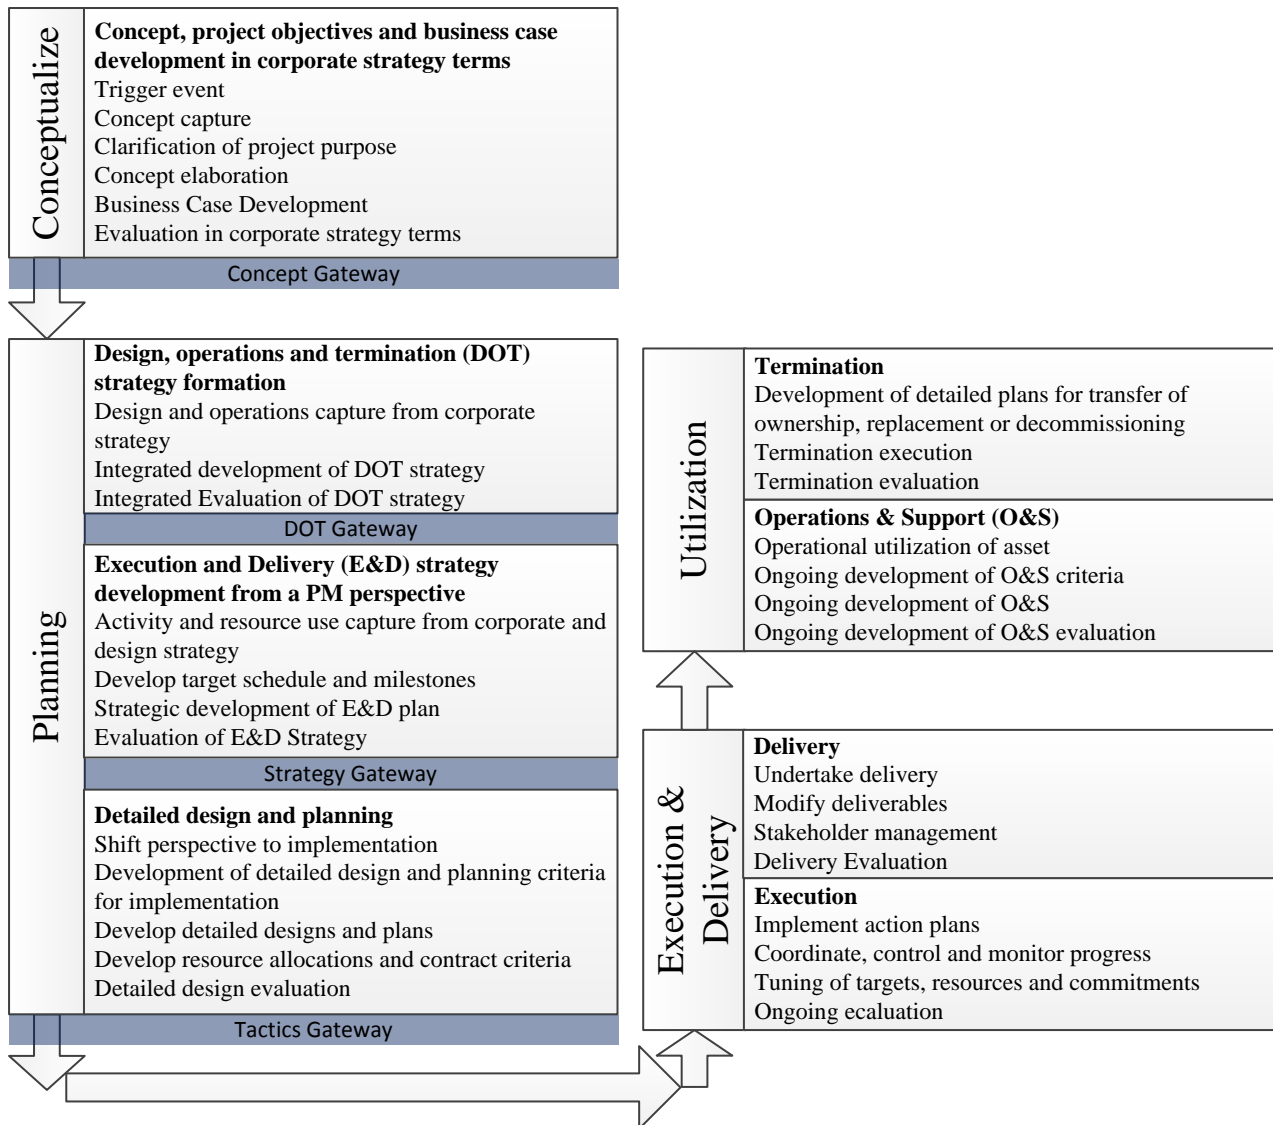 Conceptualize
Concept, project objectives and business case
development in corporate strategy terms
Trigger event
Concept capture
Clarification of project purpose
Concept elaboration
Business Case Development
Evaluation in corporate strategy terms
Concept Gateway
Planning
Design, operations and termination (DOT)
strategy formation
Design and operations capture from corporate
strategy
Integrated development of DOT strategy
Integrated Evaluation of DOT strategy
DOT Gateway
Execution and Delivery (E&D) strategy
development from a PM perspective
Activity and resource use capture from corporate and
design strategy
Develop target schedule and milestones
Strategic development of E&D plan
Evaluation of E&D Strategy
Strategy Gateway
Detailed design and planning
Shift perspective to implementation
Development of detailed design and planning criteria
for implementation
Develop detailed designs and plans
Develop resource allocations and contract criteria
Detailed design evaluation
Tactics Gateway
Utilization
Termination
Development of detailed plans for transfer of
ownership, replacement or decommissioning
Termination execution
Termination evaluation
Operations & Support (O&S)
Operational utilization of asset
Ongoing development of O&S criteria
Ongoing development of O&S
Ongoing development of O&S evaluation
Execution &
Delivery
Delivery
Undertake delivery
Modify deliverables
Stakeholder management
Delivery Evaluation
Execution
Implement action plans
Coordinate, control and monitor progress
Tuning of targets, resources and commitments
Ongoing ecaluation